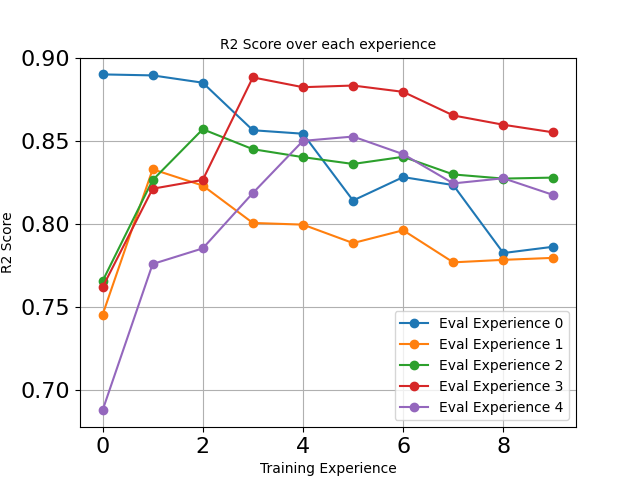 R2 Score over each experience
0.90
0.85
0.80
0.75
0.70
R2 Score
0
2
4
6
8
Training Experience
Eval Experience 0
Eval Experience 1
Eval Experience 2
Eval Experience 3
Eval Experience 4